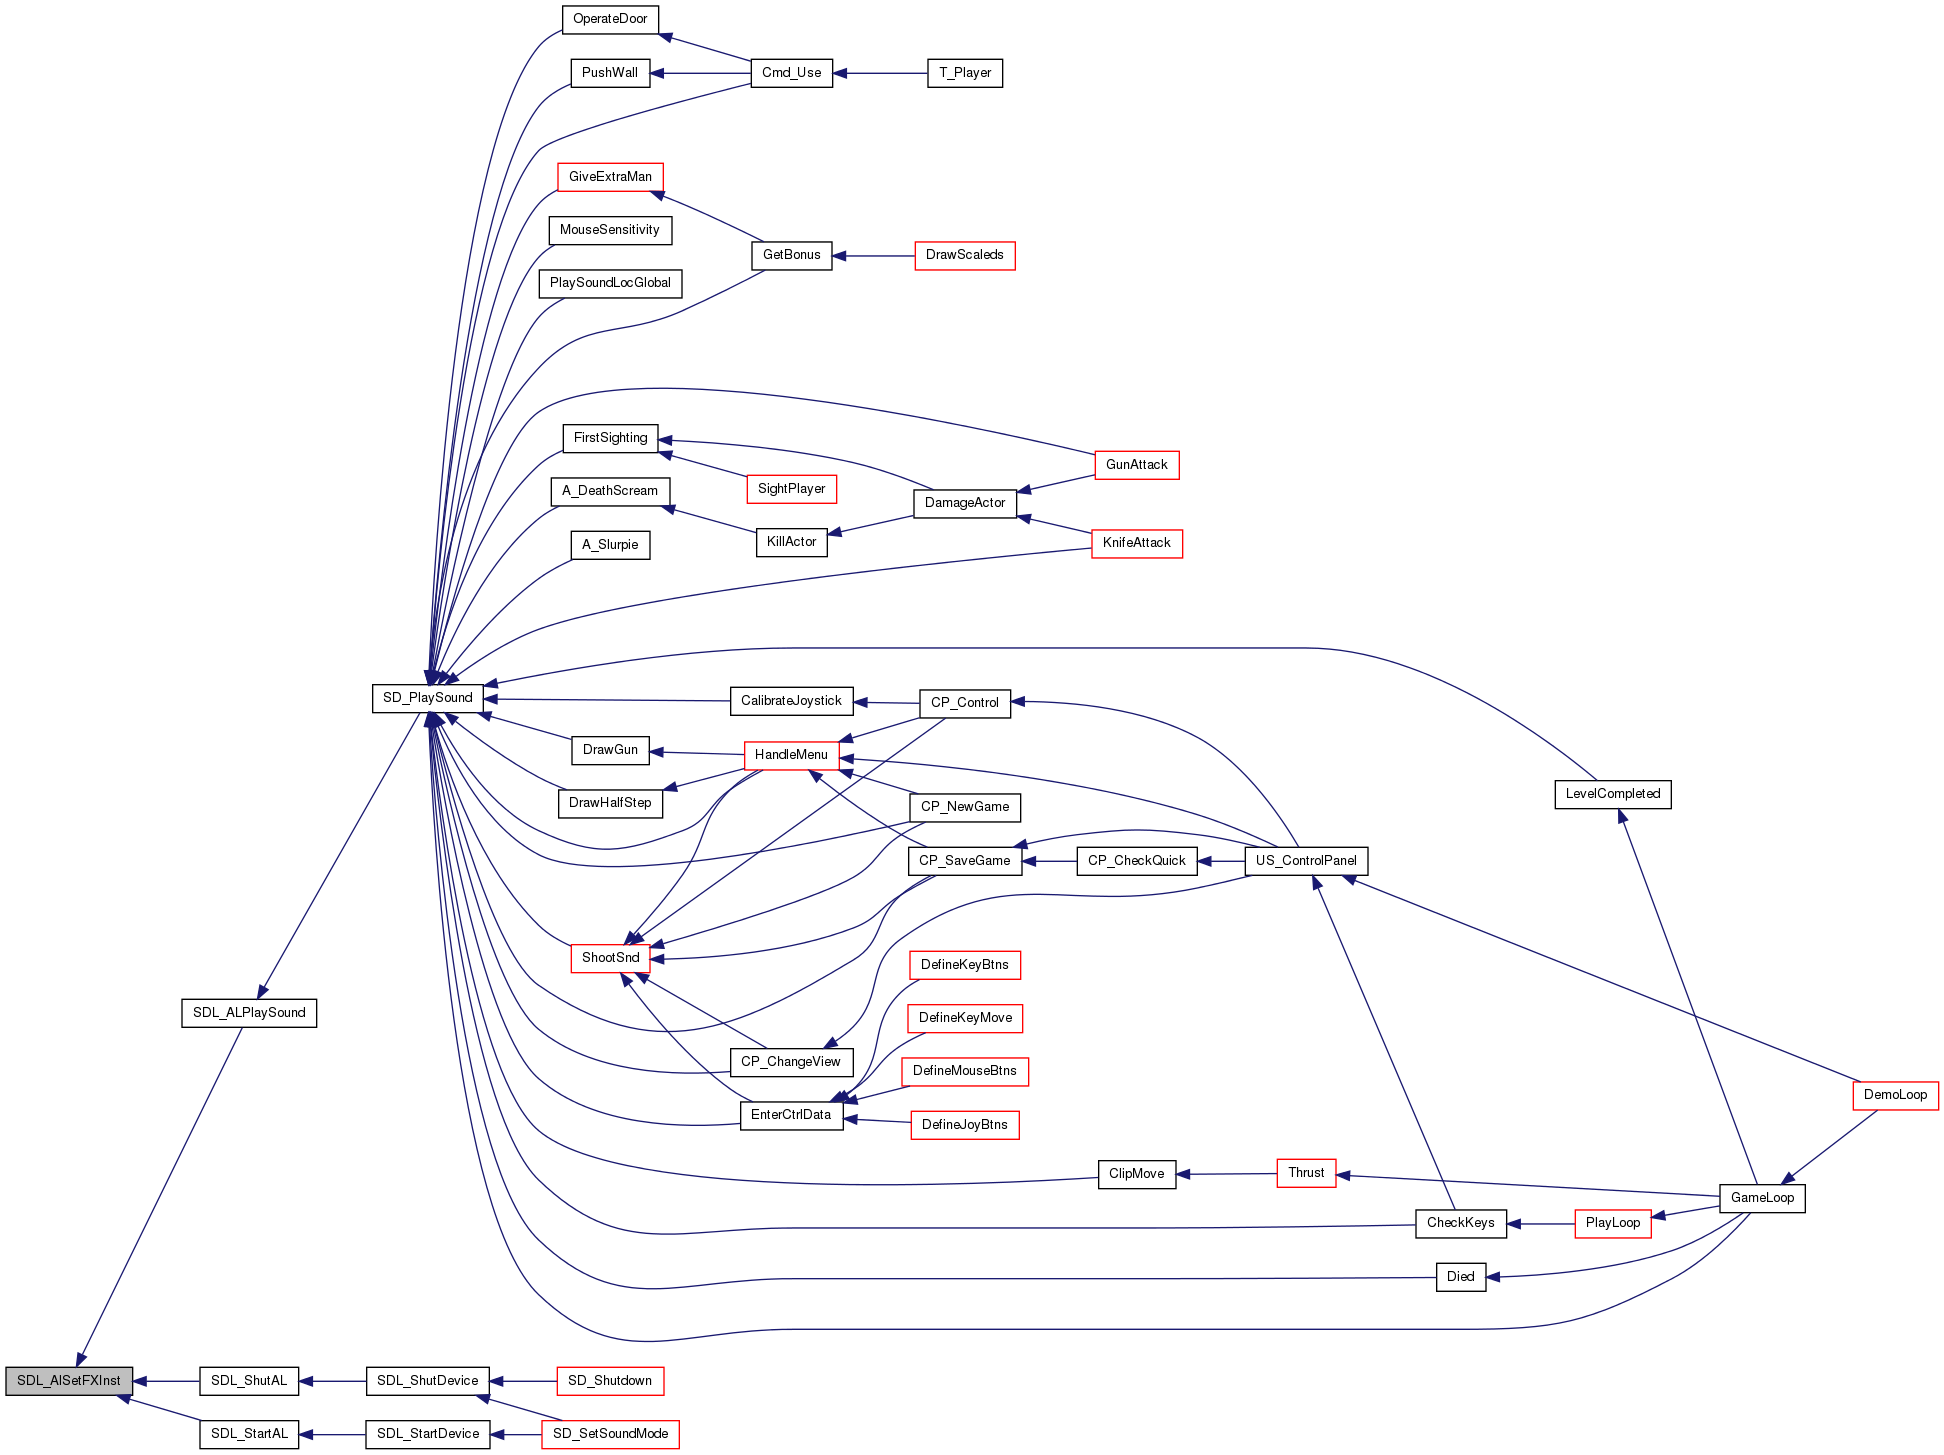 OperateDoor
PushWall
Cmd_Use
T_Player
GiveExtraMan
MouseSensitivity
GetBonus
DrawScaleds
PlaySoundLocGlobal
FirstSighting
GunAttack
A_DeathScream
SightPlayer
DamageActor
A_Slurpie
KillActor
KnifeAttack
SD_PlaySound
CalibrateJoystick
CP_Control
DrawGun
HandleMenu
LevelCompleted
DrawHalfStep
CP_NewGame
CP_SaveGame
CP_CheckQuick
US_ControlPanel
ShootSnd
DefineKeyBtns
SDL_ALPlaySound
DefineKeyMove
CP_ChangeView
DefineMouseBtns
DemoLoop
EnterCtrlData
DefineJoyBtns
ClipMove
Thrust
GameLoop
CheckKeys
PlayLoop
Died
SDL_AlSetFXInst
SDL_ShutAL
SDL_ShutDevice
SD_Shutdown
SDL_StartAL
SDL_StartDevice
SD_SetSoundMode